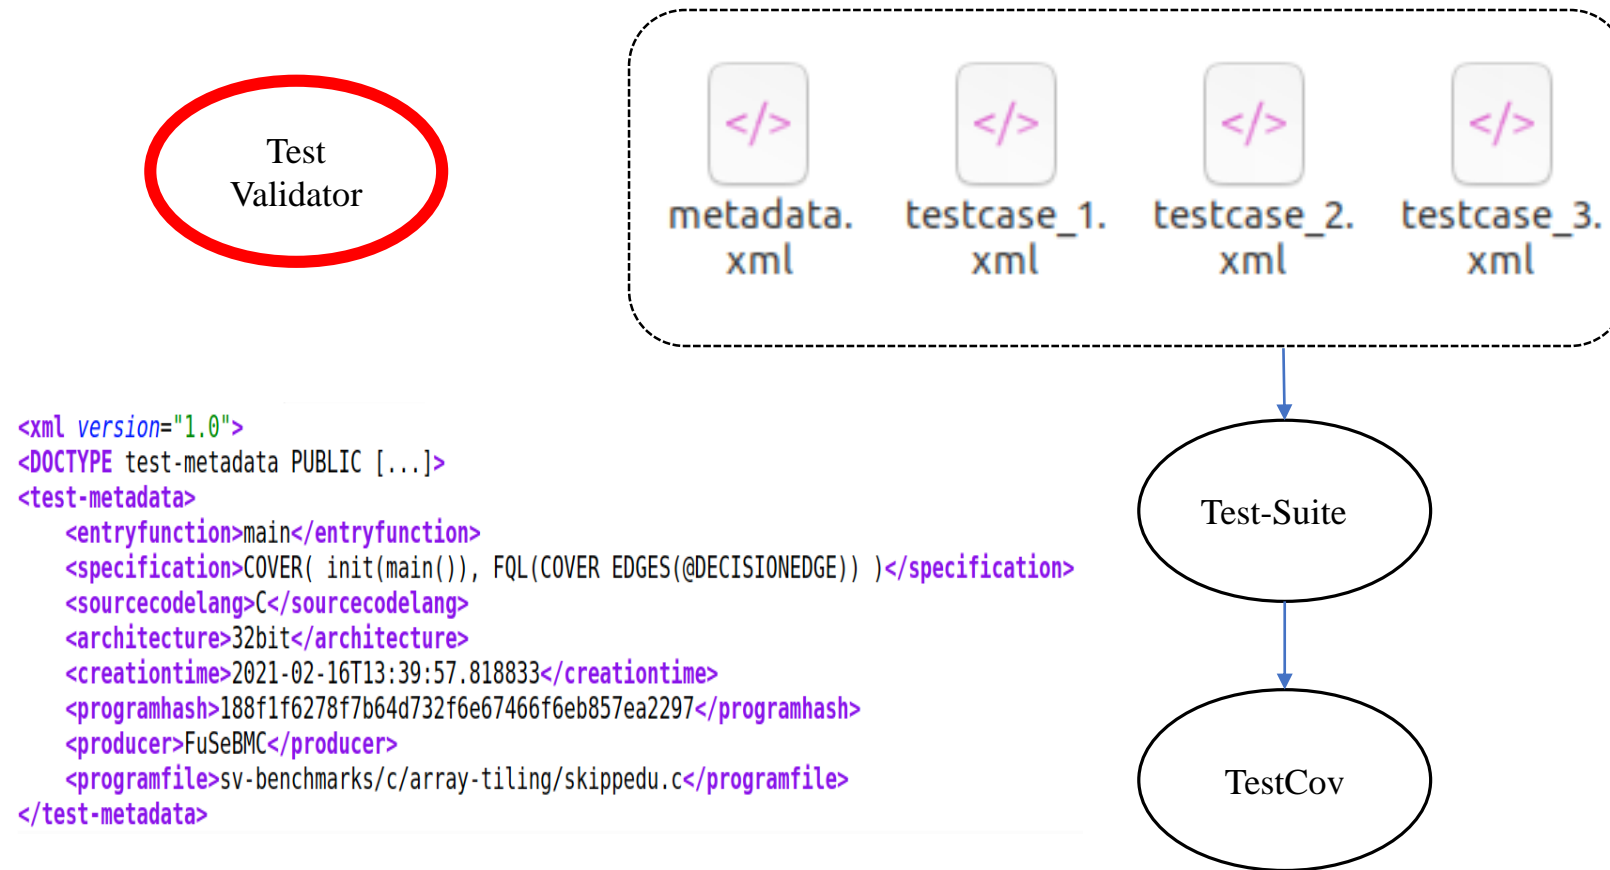 Test
Validator
</>
</>
</>
</>
metadata.
xml
testcase_1.
xml
testcase_2.
xml
testcase_3.
xml
<xml version="1.0">
<DOCTYPE test-metadata PUBLIC [...]>
<test-metadata>
<entryfunction>main</entryfunction>
<specification>COVER( init(main()), FQL(COVER EDGES(@DECISIONEDGE)) )</specification>
<sourcecodelang>C</sourcecodelang>
<architecture>32bit</architecture>
<creationtime>2021-02-16T13:39:57.818833</creationtime>
<programhash>188f1f6278f7b64d732f6e67466f6eb857ea2297</programhash>
<producer>FuSeBMC</producer>
<programfile>sv-benchmarks/c/array-tiling/skippedu.c</programfile>
</test-metadata>
Test-Suite
TestCov